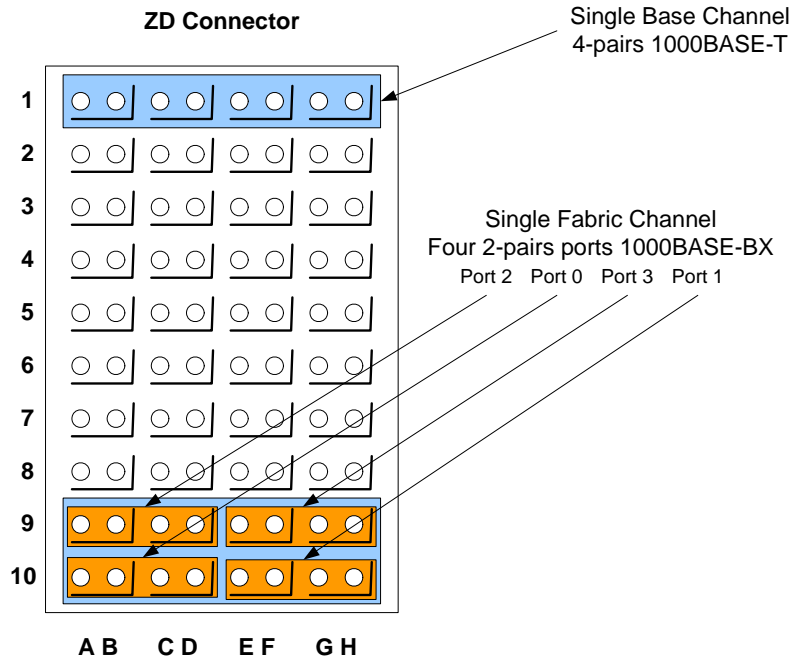 ZD Connector
Single Base Channel
4-pairs 1000BASE-T
1
2
3
Single Fabric Channel
Four 2-pairs ports 1000BASE-BX
4
Port 2 Port 0 Port 3 Port 1
5
6
7
8
9
10
A B C D E F G H